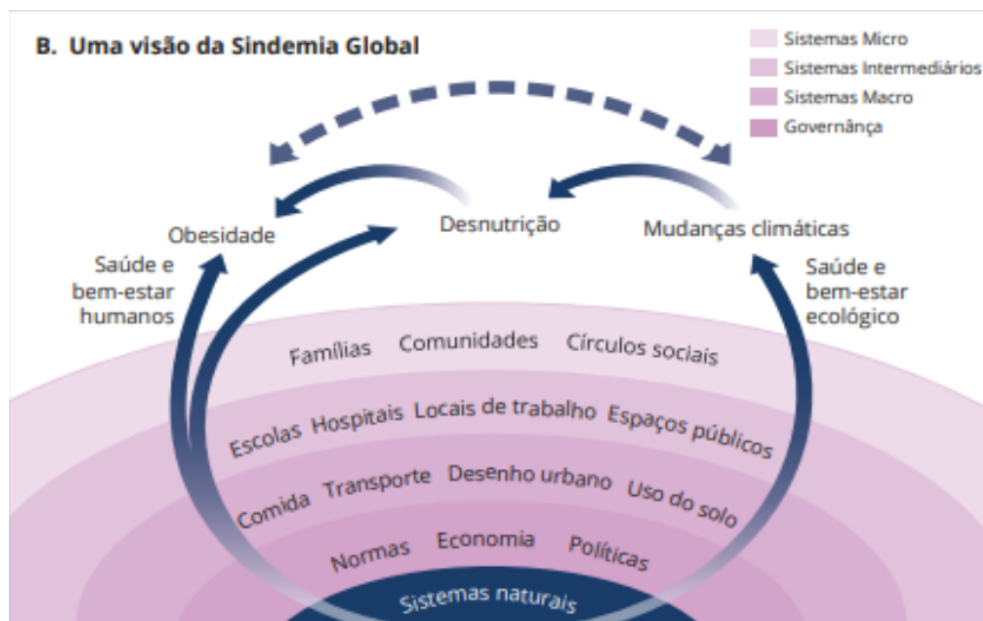 B. Uma visão da Sindemia Global
Sistemas Micro
Sistemas Intermediários
Sistemas Macro
Governânça
Obesidade
Desnutrição
Mudanças climáticas
Saúde e
bem-estar
humanos
Saúde e
bem-estar
ecológico
Famílias Comunidades Círculos sociais
Escolas Hospitais Locais de trabalho Espaços públicos
Comida Transporte Desenho urbano Uso do solo
Normas Economia Políticas
Sistemas naturais